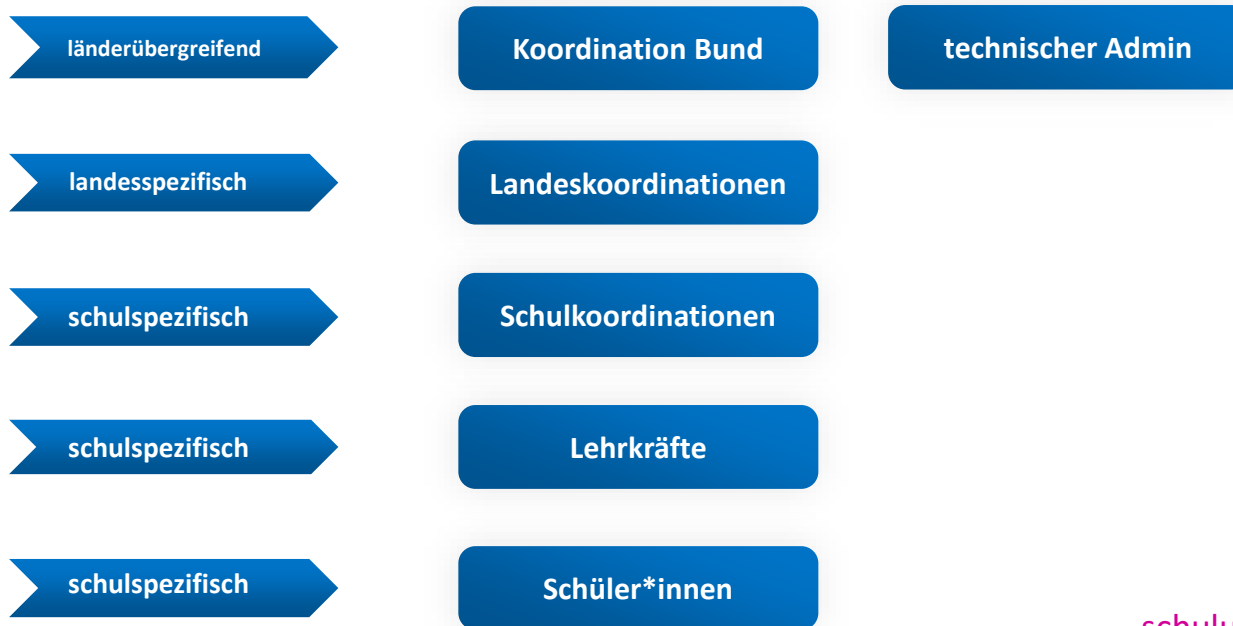 länderübergreifend
Koordination Bund
technischer Admin
landesspezifisch
Landeskoordinationen
schulspezifisch
Schulkoordinationen
schulspezifisch
Lehrkräfte
schulspezifisch
Schüler*innen